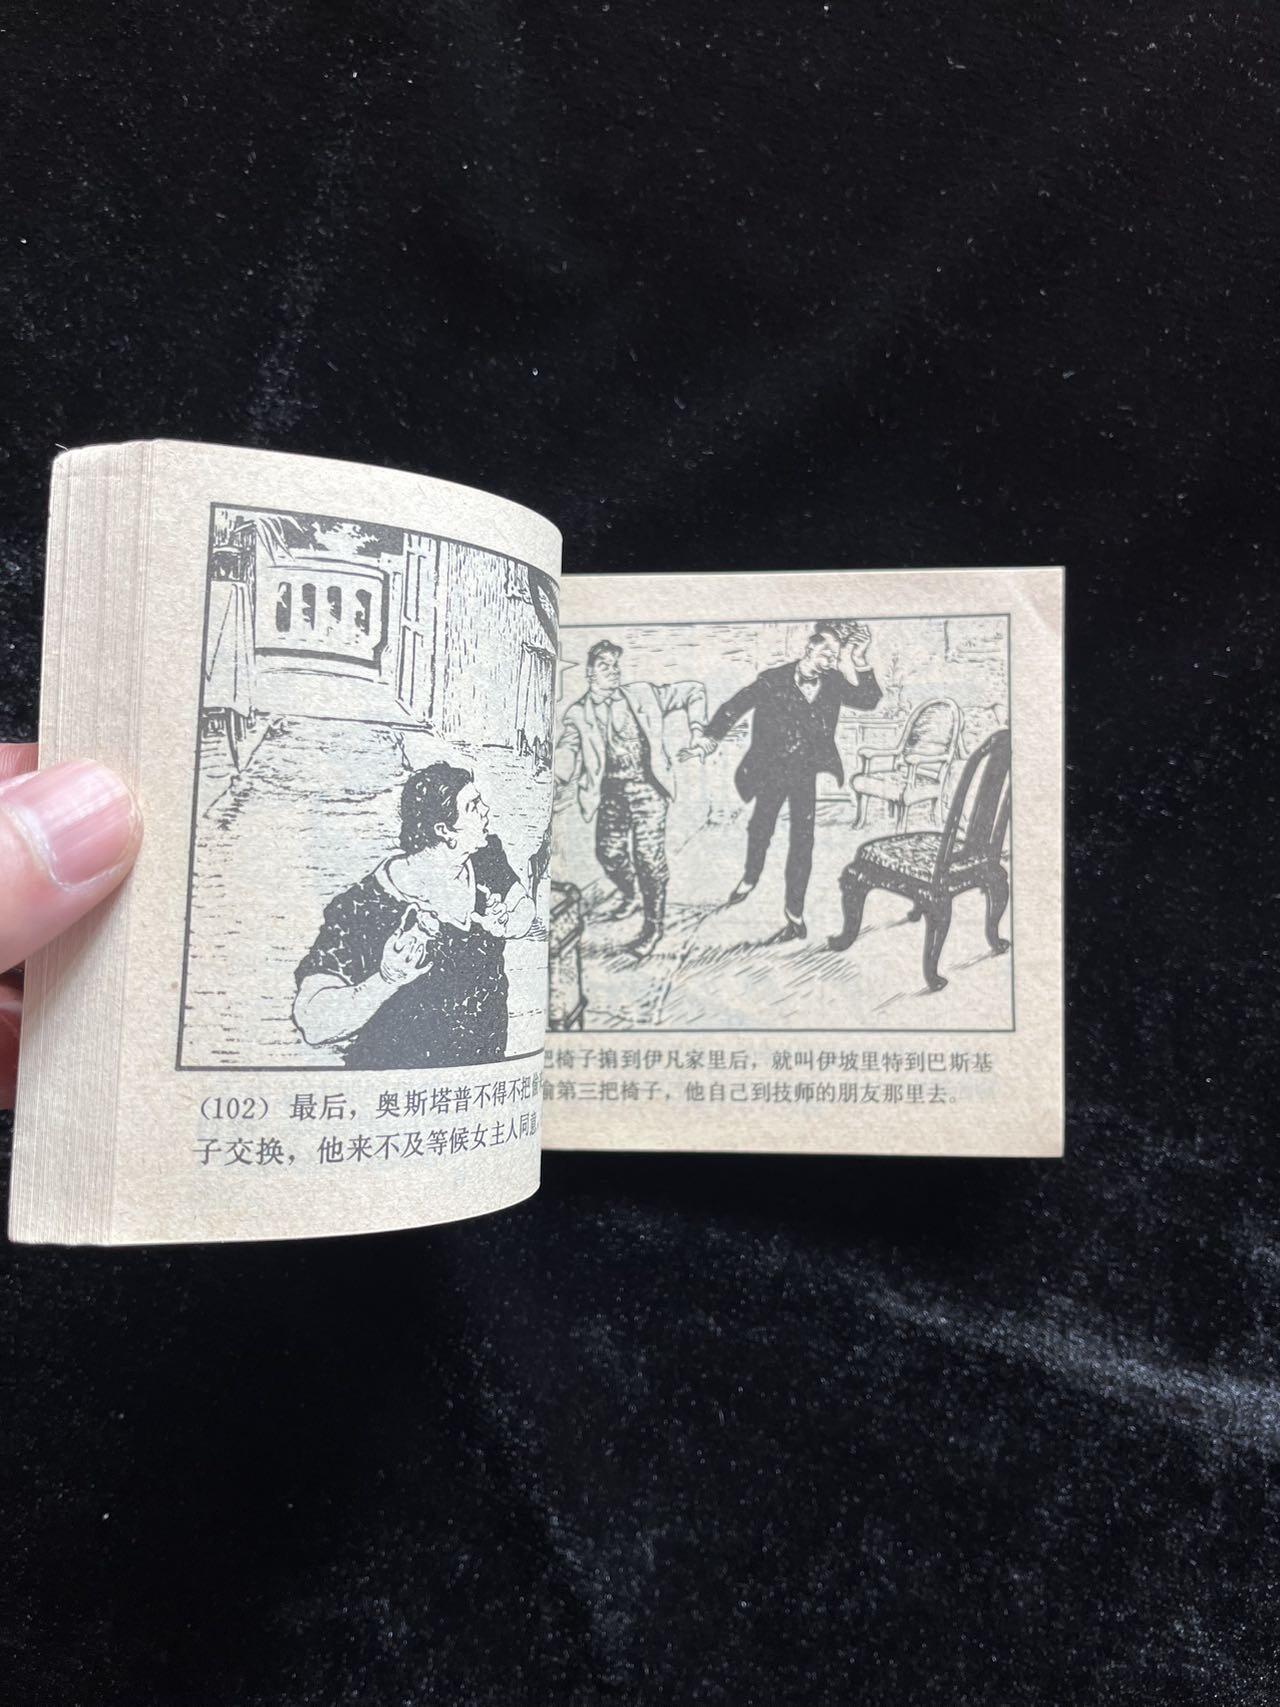 (102) 最后，奥斯塔普不得不把偷
子交换，他来不及等候女主人同意
把椅子搧到伊凡家里后，就叫伊坡里特到巴斯基
偷第三把椅子，他自己到技师的朋友那里去。